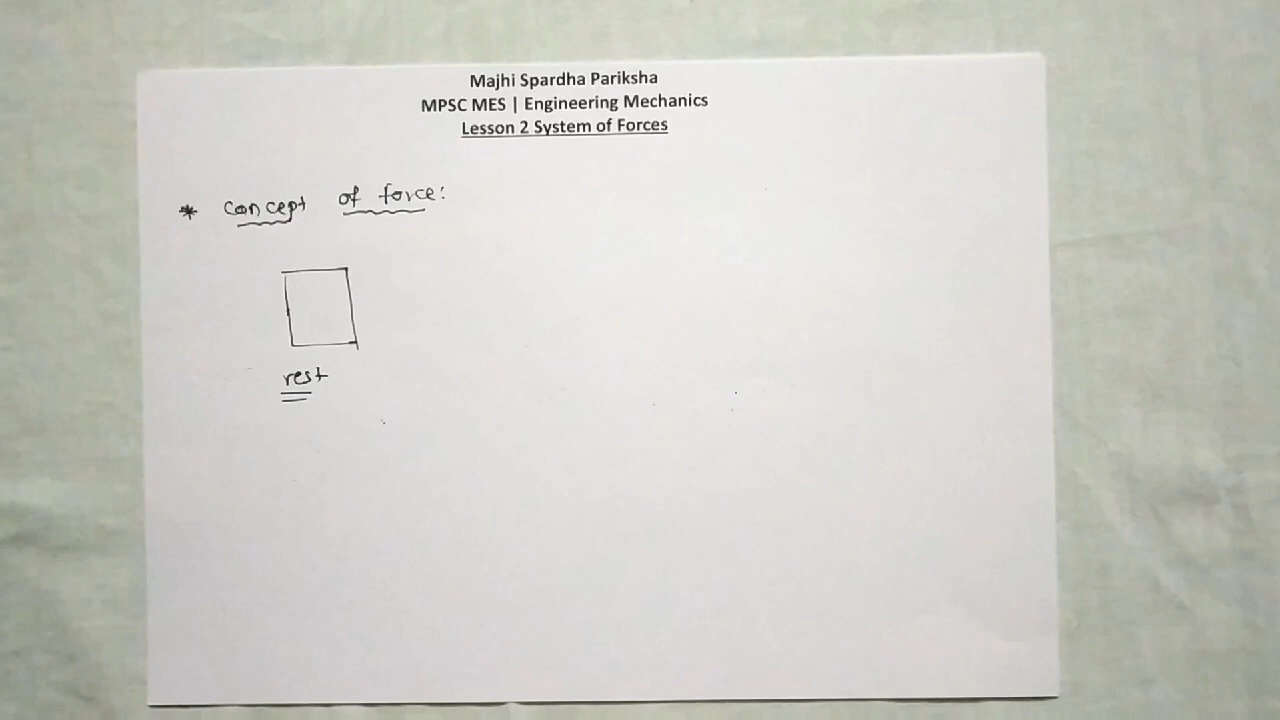 Majhi Spardha Pariksha
MPSC MES | Engineering Mechanics
Lesson 2 System of Forces
* concept of force:
rest